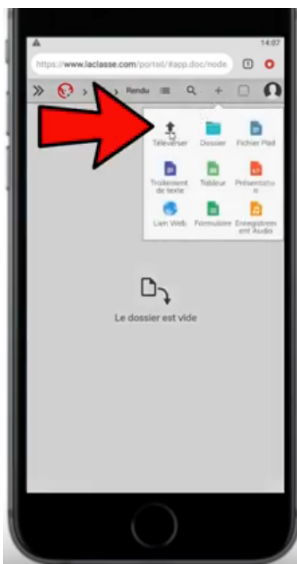 14:07
https://www.laclasse.com/portail/#app.doc/node.
Rendu
Téléverser
Dossier
Fichier Pad
Traitement
de texte
Tableur
Présentatio
n
Lien Web
Formulaire
Enregistrem
ent Audio
Le dossier est vide